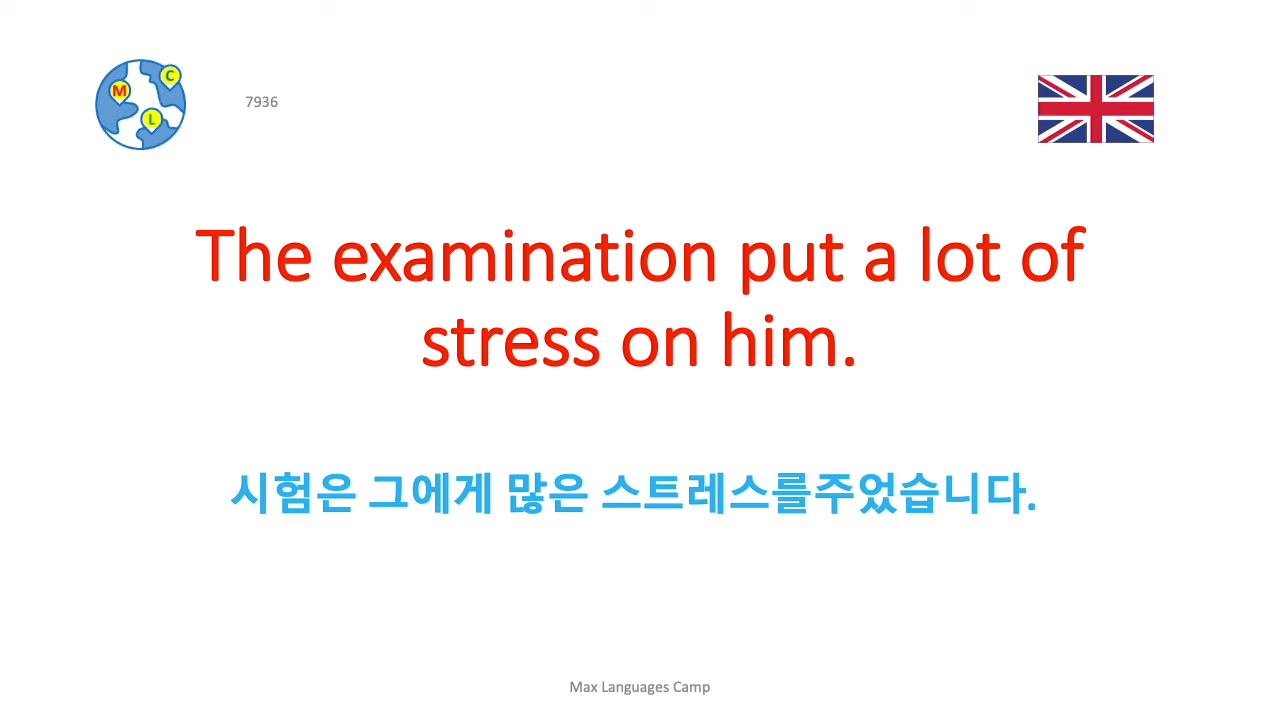 M
C
L
7936
The examination put a lot of
stress on him.
시험은 그에게 많은 스트레스를주었습니다.
Max Languages Camp